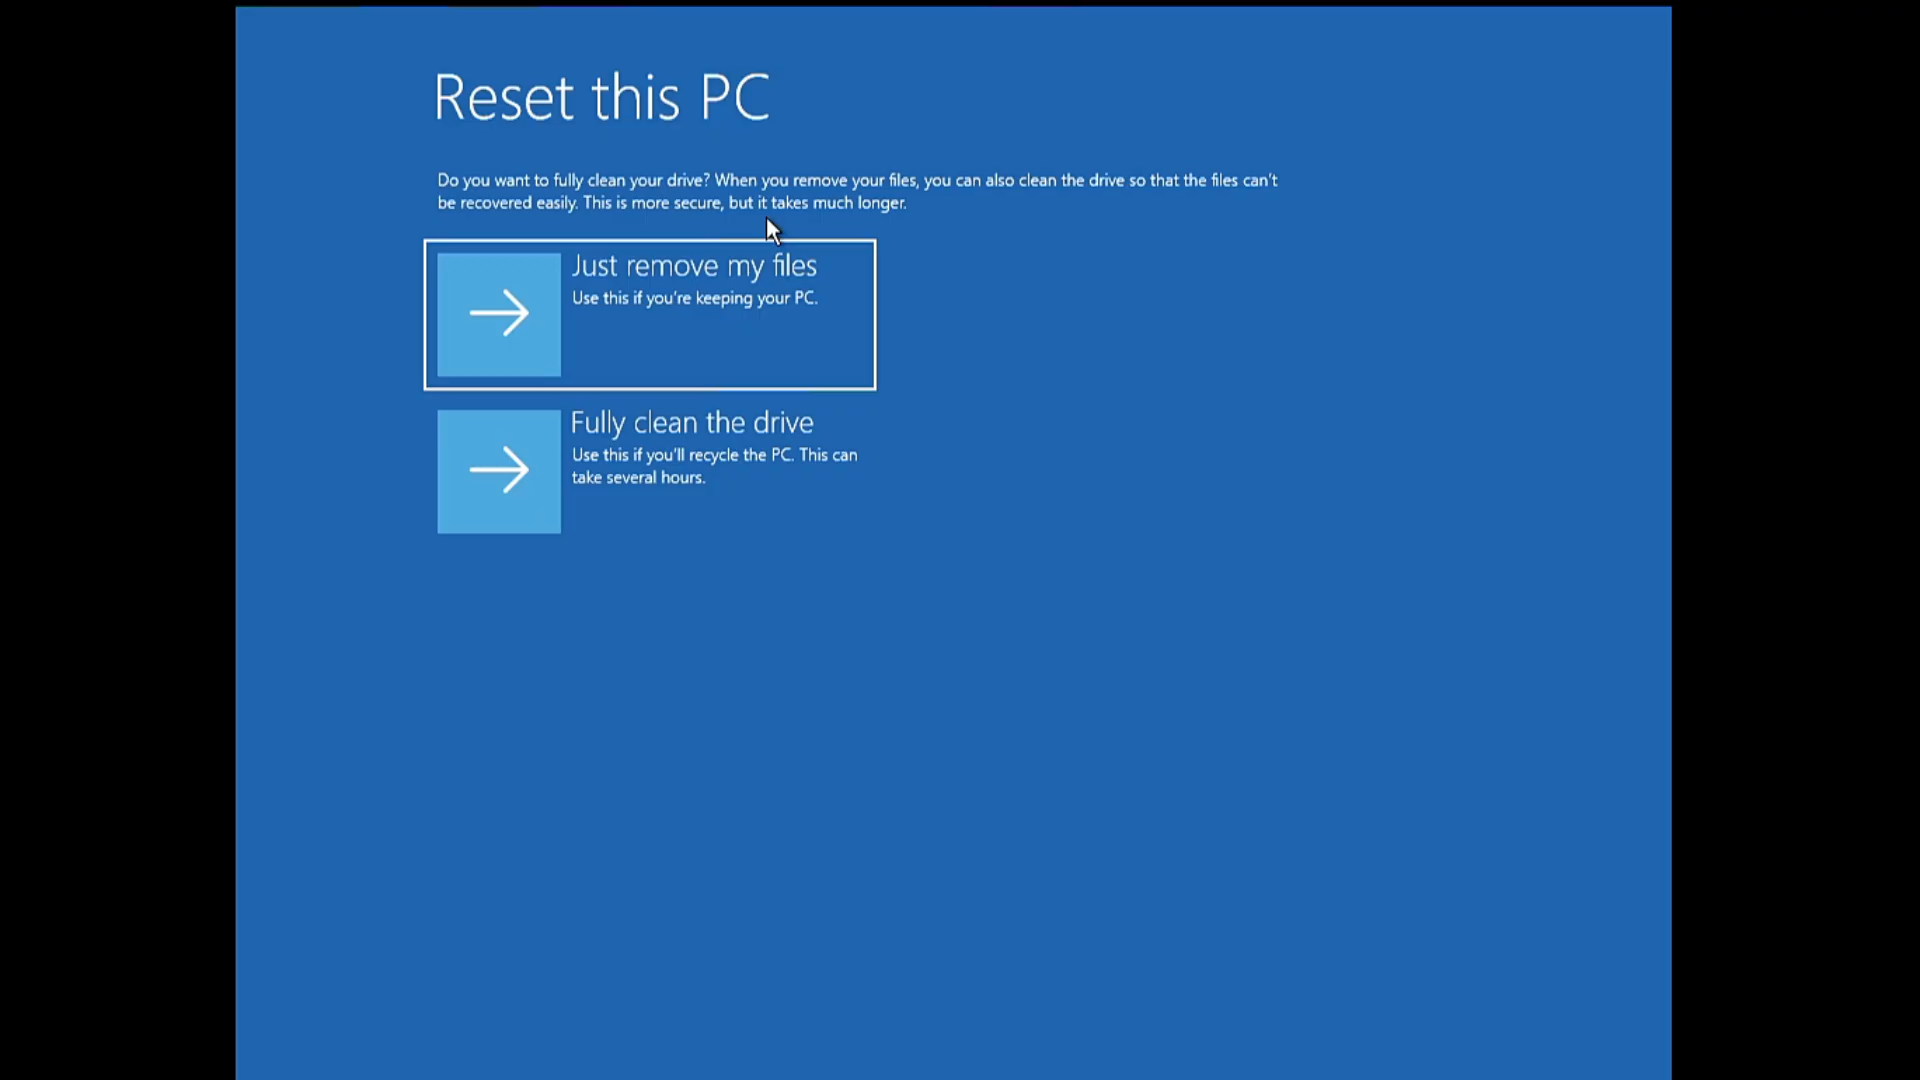 Reset this PC
Do you want to fully clean your drive? When you remove your files, you can also clean the drive so that the files can't
be recovered easily. This is more secure, but it takes much longer.
Just remove my files
Use this if you're keeping your PC.
Fully clean the drive
Use this if you'll recycle the PC. This can
take several hours.